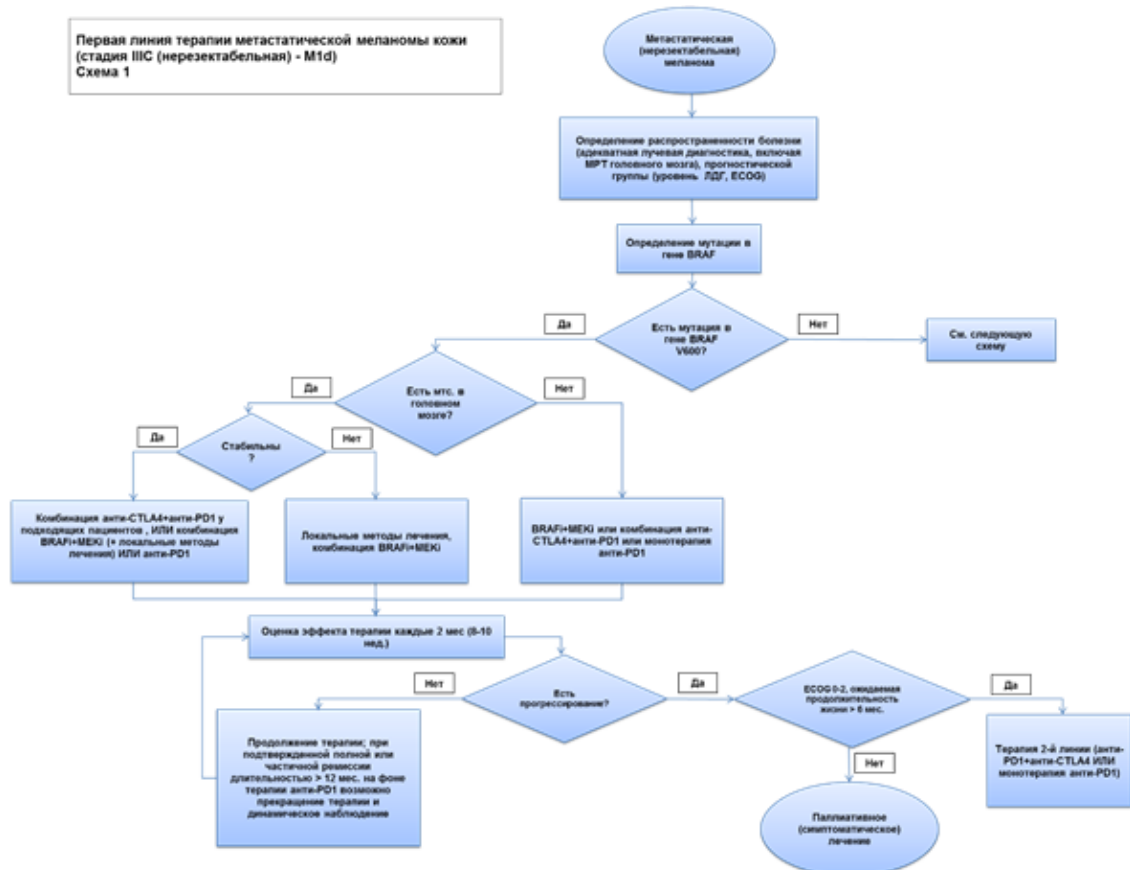 Первая линия терапии метастатической меланомы кожи
(стадия IIIC (нерезектабельная) - M1d)
Схема 1
Метастатическая
(нерезектабельная)
меланома
Определение распространенности болезни
(адекватная лучевая диагностика, включая
МРТ головного мозга), прогностической
группы (уровень ЛДГ, ECOG)
Определение мутации в
гене BRAF
Есть мутация в
гене BRAF
V600?
Да
Нет
См. следующую
схему
Есть мтс. в
головном
мозге?
Да
Нет
Стабильны
?
Да
Нет
Комбинация анти-CTLA4+анти-PD1 у
подходящих пациентов , ИЛИ комбинация
BRAFi+MEKi (+ локальные методы
лечения) ИЛИ анти-PD1
Локальные методы лечения,
комбинация BRAFi+MEKi
BRAFi+MEKi или комбинация анти-
CTLA4+анти-PD1 или монотерапия
анти-PD1
Оценка эффекта терапии каждые 2 мес (8-10
нед.)
Есть
прогрессирование?
Нет
Да
Продолжение терапии; при
подтвержденной полной или
частичной ремиссии
длительностью > 12 мес. на фоне
терапии анти-PD1 возможно
прекращение терапии и
динамическое наблюдение
ECOG 0-2, ожидаемая
продолжительность
жизни > 6 мес.
Да
Нет
Терапия 2-й линии (анти-
PD1+анти-CTLA4 ИЛИ
монотерапия анти-PD1)
Паллиативное
(симптоматическое)
лечение